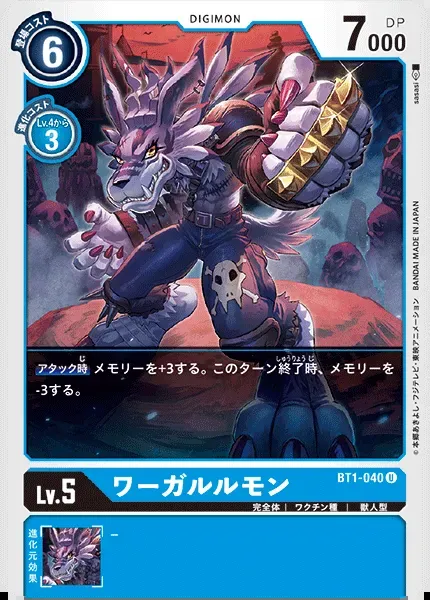 DIGIMON
登場コスト
6
DP
7000
進化コスト
Lv.4から
3
sasasi
BANDAI MADE IN JAPAN
©本郷あきよし・フジテレビ・東映アニメーション
アタック時 メモリーを+3する。このターン終了時、メモリーを
-3する。
BT1-040 U
Lv.5
ワーガルルモン
完全体 | ワクチン種 | 獣人型
進化元効果
–